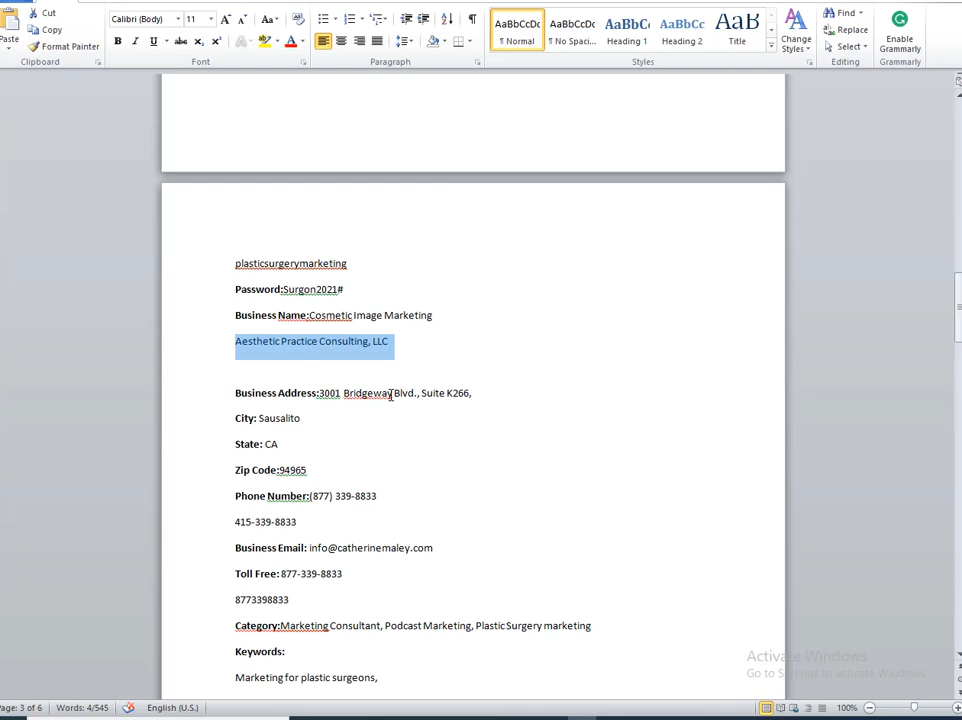 Cut
Copy
Format Painter
Paste
Clipboard
Calibri (Body)
11
Font
Paragraph
AaBbCcDc
¶ Normal
AaBbCcDc
¶ No Spaci...
AaBbC(
Heading 1
AaBbCc
Heading 2
AaB
Title
Change Styles
Styles
Find
Replace
Select
Editing
Enable Grammarly
Grammarly
plasticsurgerymarketing
Password:Surgon2021#
Business Name:Cosmetic Image Marketing
Aesthetic Practice Consulting, LLC
Business Address:3001 Bridgeway Blvd., Suite K266,
City: Sausalito
State: CA
Zip Code:94965
Phone Number:(877) 339-8833
415-339-8833
Business Email: info@catherinemaley.com
Toll Free: 877-339-8833
8773398833
Category:Marketing Consultant, Podcast Marketing, Plastic Surgery marketing
Keywords:
Marketing for plastic surgeons,
Activate Windows
Go to Settings to activate Windows.
Page: 3 of 6
Words: 4/545
English (U.S.)
100%